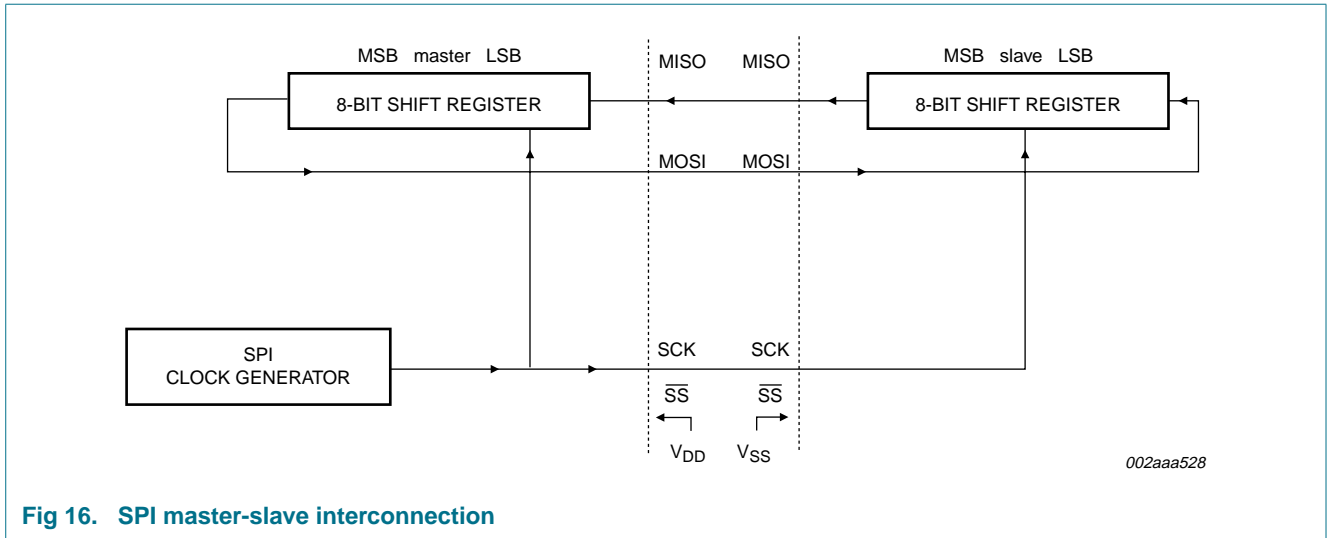 MSB master LSB
MISO
MISO
MSB slave LSB
8-BIT SHIFT REGISTER
8-BIT SHIFT REGISTER
MOSI
MOSI
SPI
CLOCK GENERATOR
SCK
SCK
SS
SS
VDD
VSS
002aaa528
Fig 16. SPI master-slave interconnection